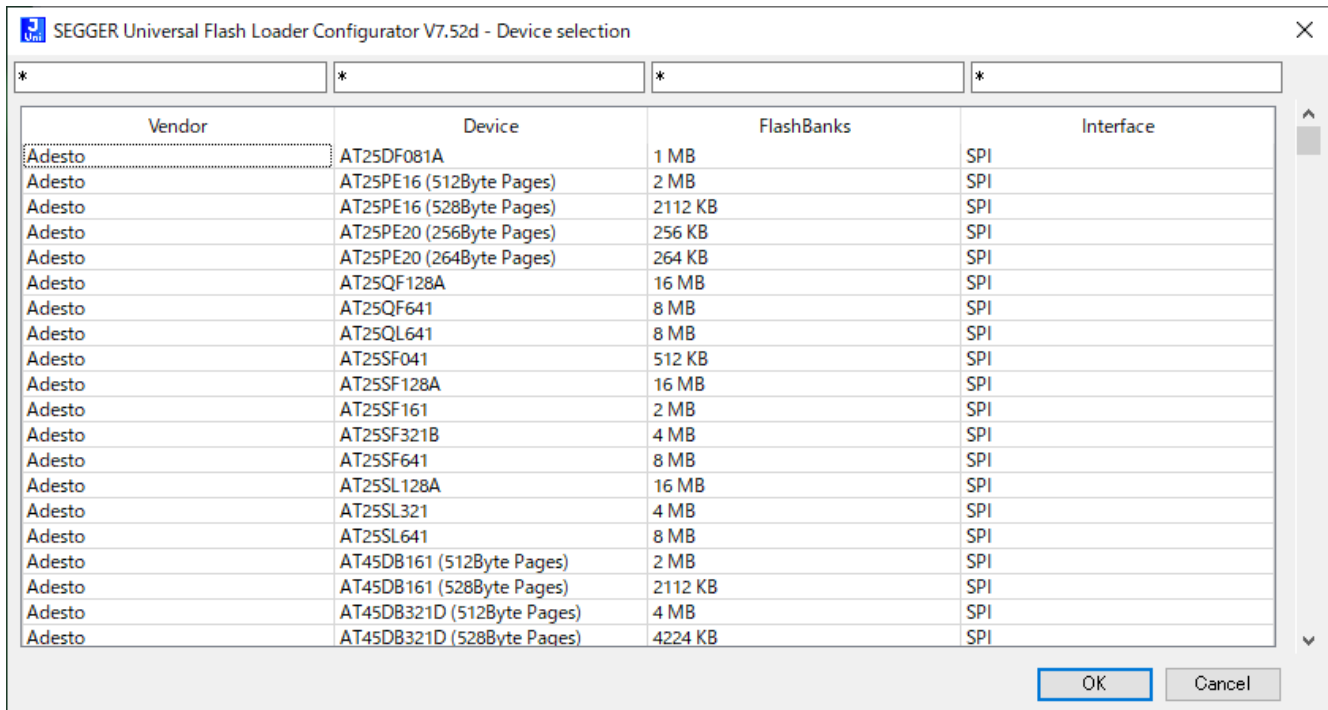 J Uni SEGGER Universal Flash Loader Configurator V7.52d - Device selection
* * * *
Vendor Device FlashBanks Interface
Adesto AT25DF081A 1 MB SPI
Adesto AT25PE16 (512Byte Pages) 2 MB SPI
Adesto AT25PE16 (528Byte Pages) 2112 KB SPI
Adesto AT25PE20 (256Byte Pages) 256 KB SPI
Adesto AT25PE20 (264Byte Pages) 264 KB SPI
Adesto AT25QF128A 16 MB SPI
Adesto AT25QF641 8 MB SPI
Adesto AT25QL641 8 MB SPI
Adesto AT25SF041 512 KB SPI
Adesto AT25SF128A 16 MB SPI
Adesto AT25SF161 2 MB SPI
Adesto AT25SF321B 4 MB SPI
Adesto AT25SF641 8 MB SPI
Adesto AT25SL128A 16 MB SPI
Adesto AT25SL321 4 MB SPI
Adesto AT25SL641 8 MB SPI
Adesto AT45DB161 (512Byte Pages) 2 MB SPI
Adesto AT45DB161 (528Byte Pages) 2112 KB SPI
Adesto AT45DB321D (512Byte Pages) 4 MB SPI
Adesto AT45DB321D (528Byte Pages) 4224 KB SPI
OK Cancel